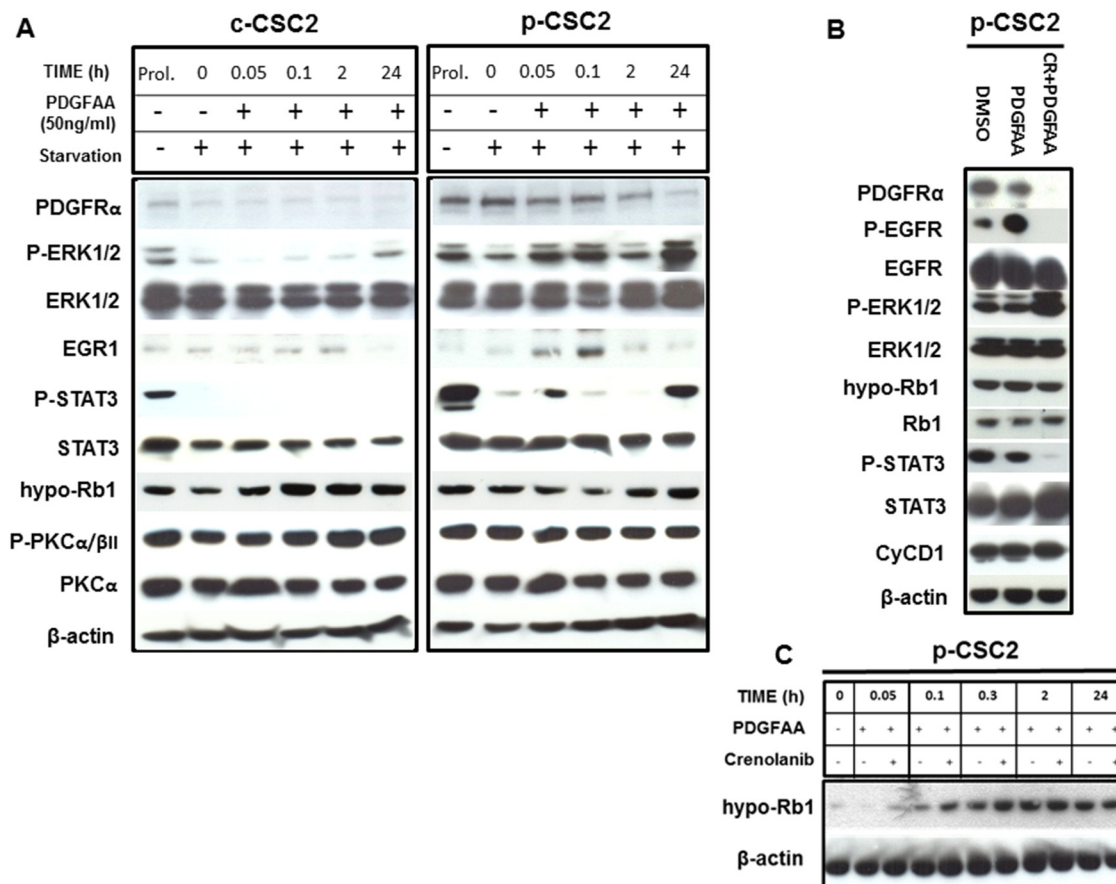 A
c-CSC2
p-CSC2
TIME (h) Prol. 0 0.05 0.1 2 24 Prol. 0 0.05 0.1 2 24
PDGFAA - - + + + + - - + + + +
(50ng/ml)
Starvation - + + + + + - + + + + +
PDGFRα
P-ERK1/2
ERK1/2
EGR1
P-STAT3
STAT3
hypo-Rb1
P-PKCα/βII
PKCα
β-actin
B
p-CSC2
DMSO
PDGFAA
CR+PDGFAA
PDGFRα
P-EGFR
EGFR
P-ERK1/2
ERK1/2
hypo-Rb1
Rb1
P-STAT3
STAT3
CyCD1
β-actin
C
p-CSC2
TIME (h) 0 0.05 0.1 0.3 2 24
PDGFAA - + + + + + + + + + +
Crenolanib - - + - + - + - + - +
hypo-Rb1
β-actin